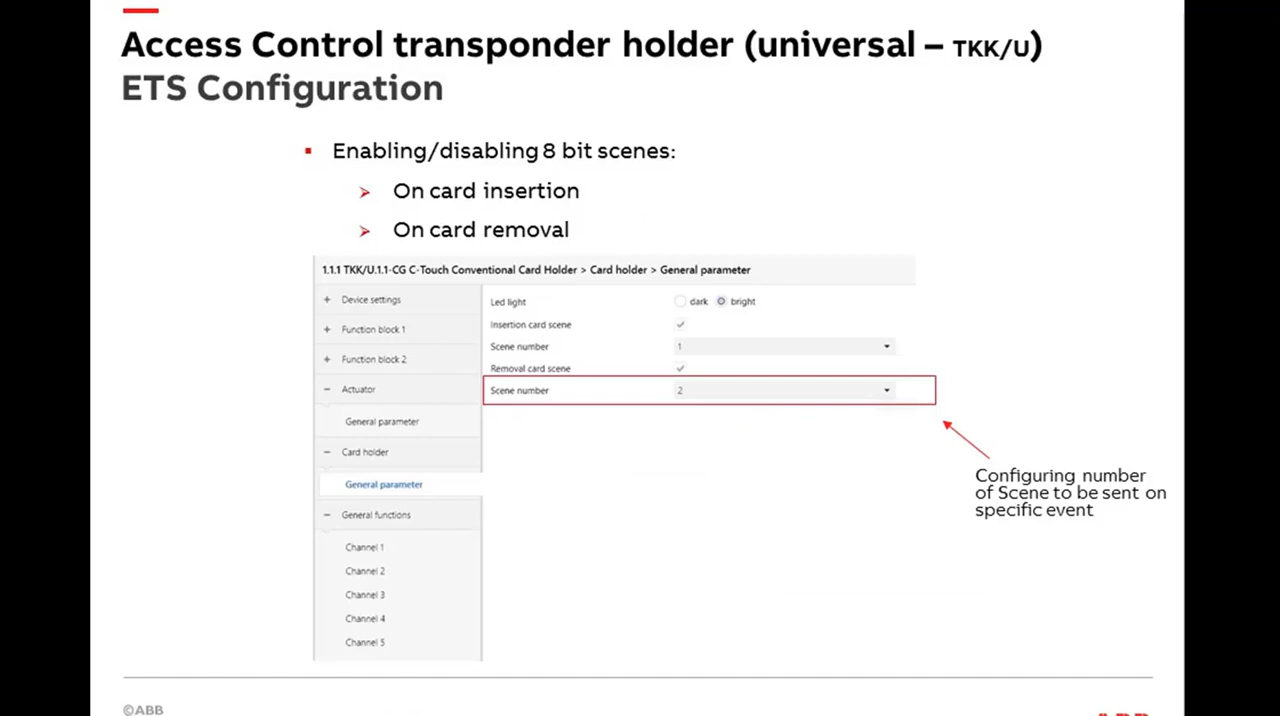 Access Control transponder holder (universal – TKK/U)
ETS Configuration
Enabling/disabling 8 bit scenes:
On card insertion
On card removal
1.1.1 TKK/U.1.1-CG C-Touch Conventional Card Holder > Card holder > General parameter
+ Device settings
+ Function block 1
+ Function block 2
– Actuator
General parameter
– Card holder
General parameter
– General functions
Channel 1
Channel 2
Channel 3
Channel 4
Channel 5
Led light dark bright
Insertion card scene
Scene number 1
Removal card scene
Scene number 2
Configuring number
of Scene to be sent on
specific event
©ABB
ABB